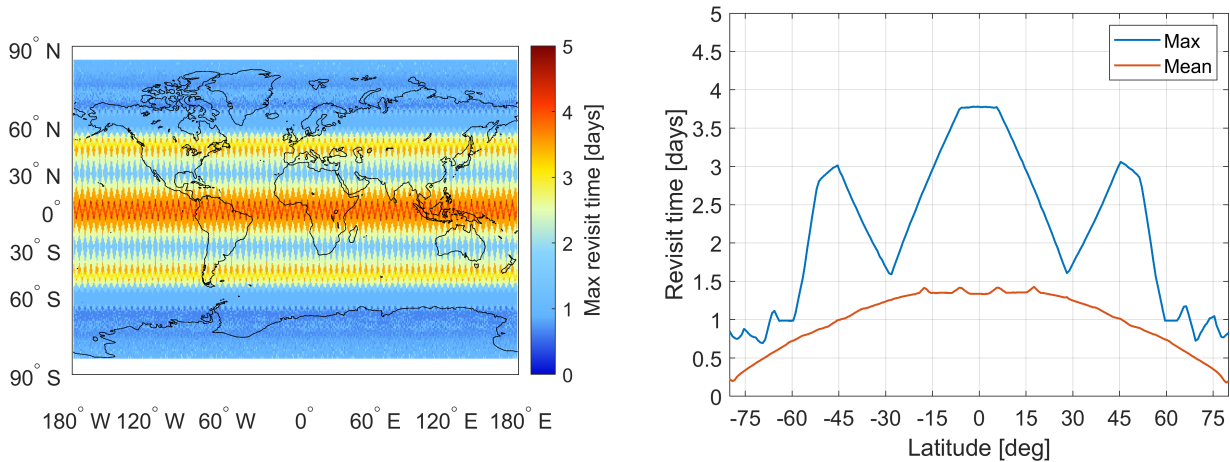 90° N
60° N
30° N
0°
30° S
60° S
90° S
180° W 120° W 60° W 0° 60° E 120° E 180° E
5
4
3
2
1
0
Max revisit time [days]
5
4.5
4
3.5
3
2.5
2
1.5
1
0.5
0
Revisit time [days]
Max
Mean
-75 -60 -45 -30 -15 0 15 30 45 60 75
Latitude [deg]